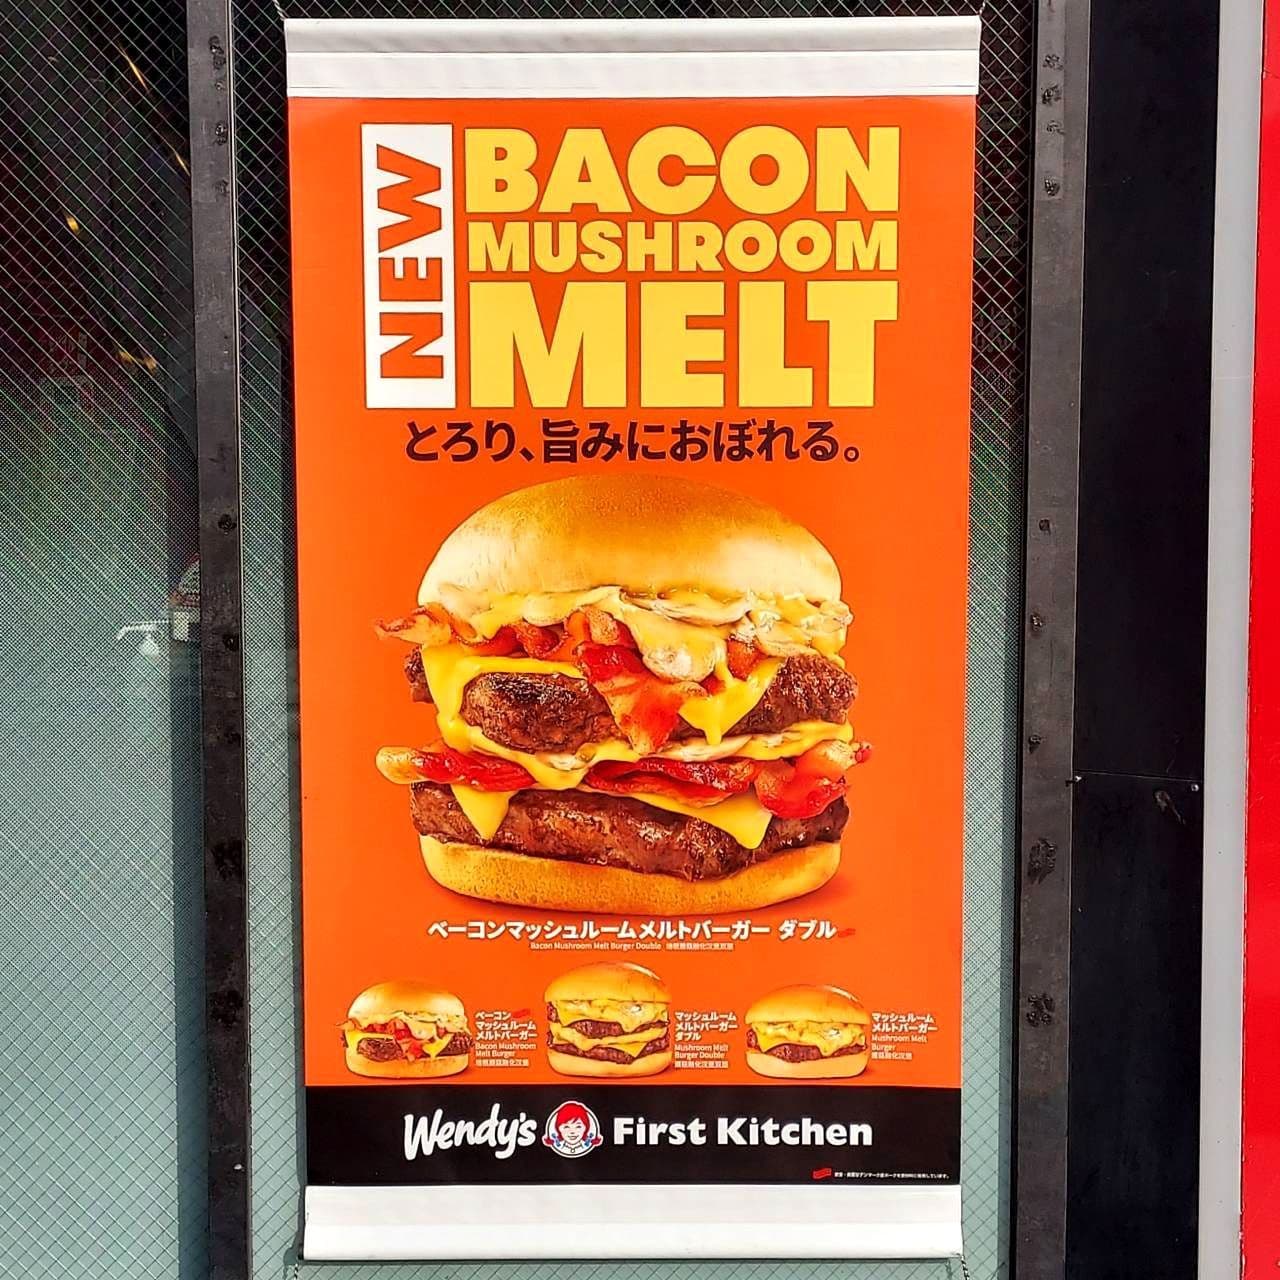 NEW
BACON
MUSHROOM
MELT
とろり、旨みにおぼれる。
ベーコンマッシュルームメルトバーガー ダブル
Bacon Mushroom Melt Burger Double
ベーコン
マッシュルーム
メルトバーガー
Bacon Mushroom
Melt Burger
マッシュルーム
メルトバーガー
ダブル
Mushroom Melt
Burger Double
マッシュルーム
メルトバーガー
Mushroom Melt
Burger
Wendy's First Kitchen